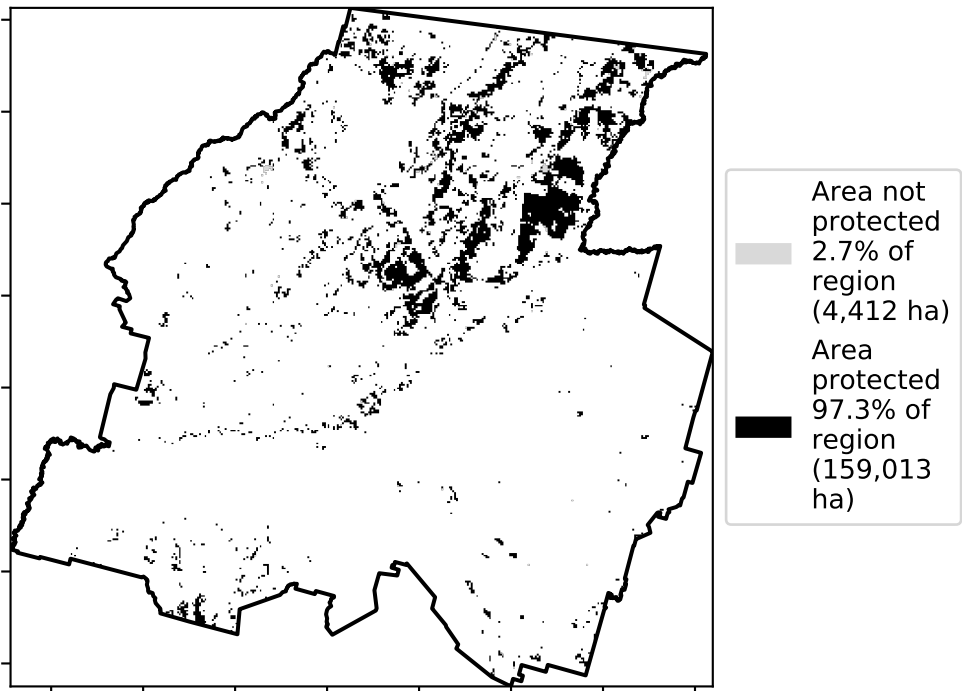 Area not
protected
2.7% of
region
(4,412 ha)
Area
protected
97.3% of
region
(159,013
ha)